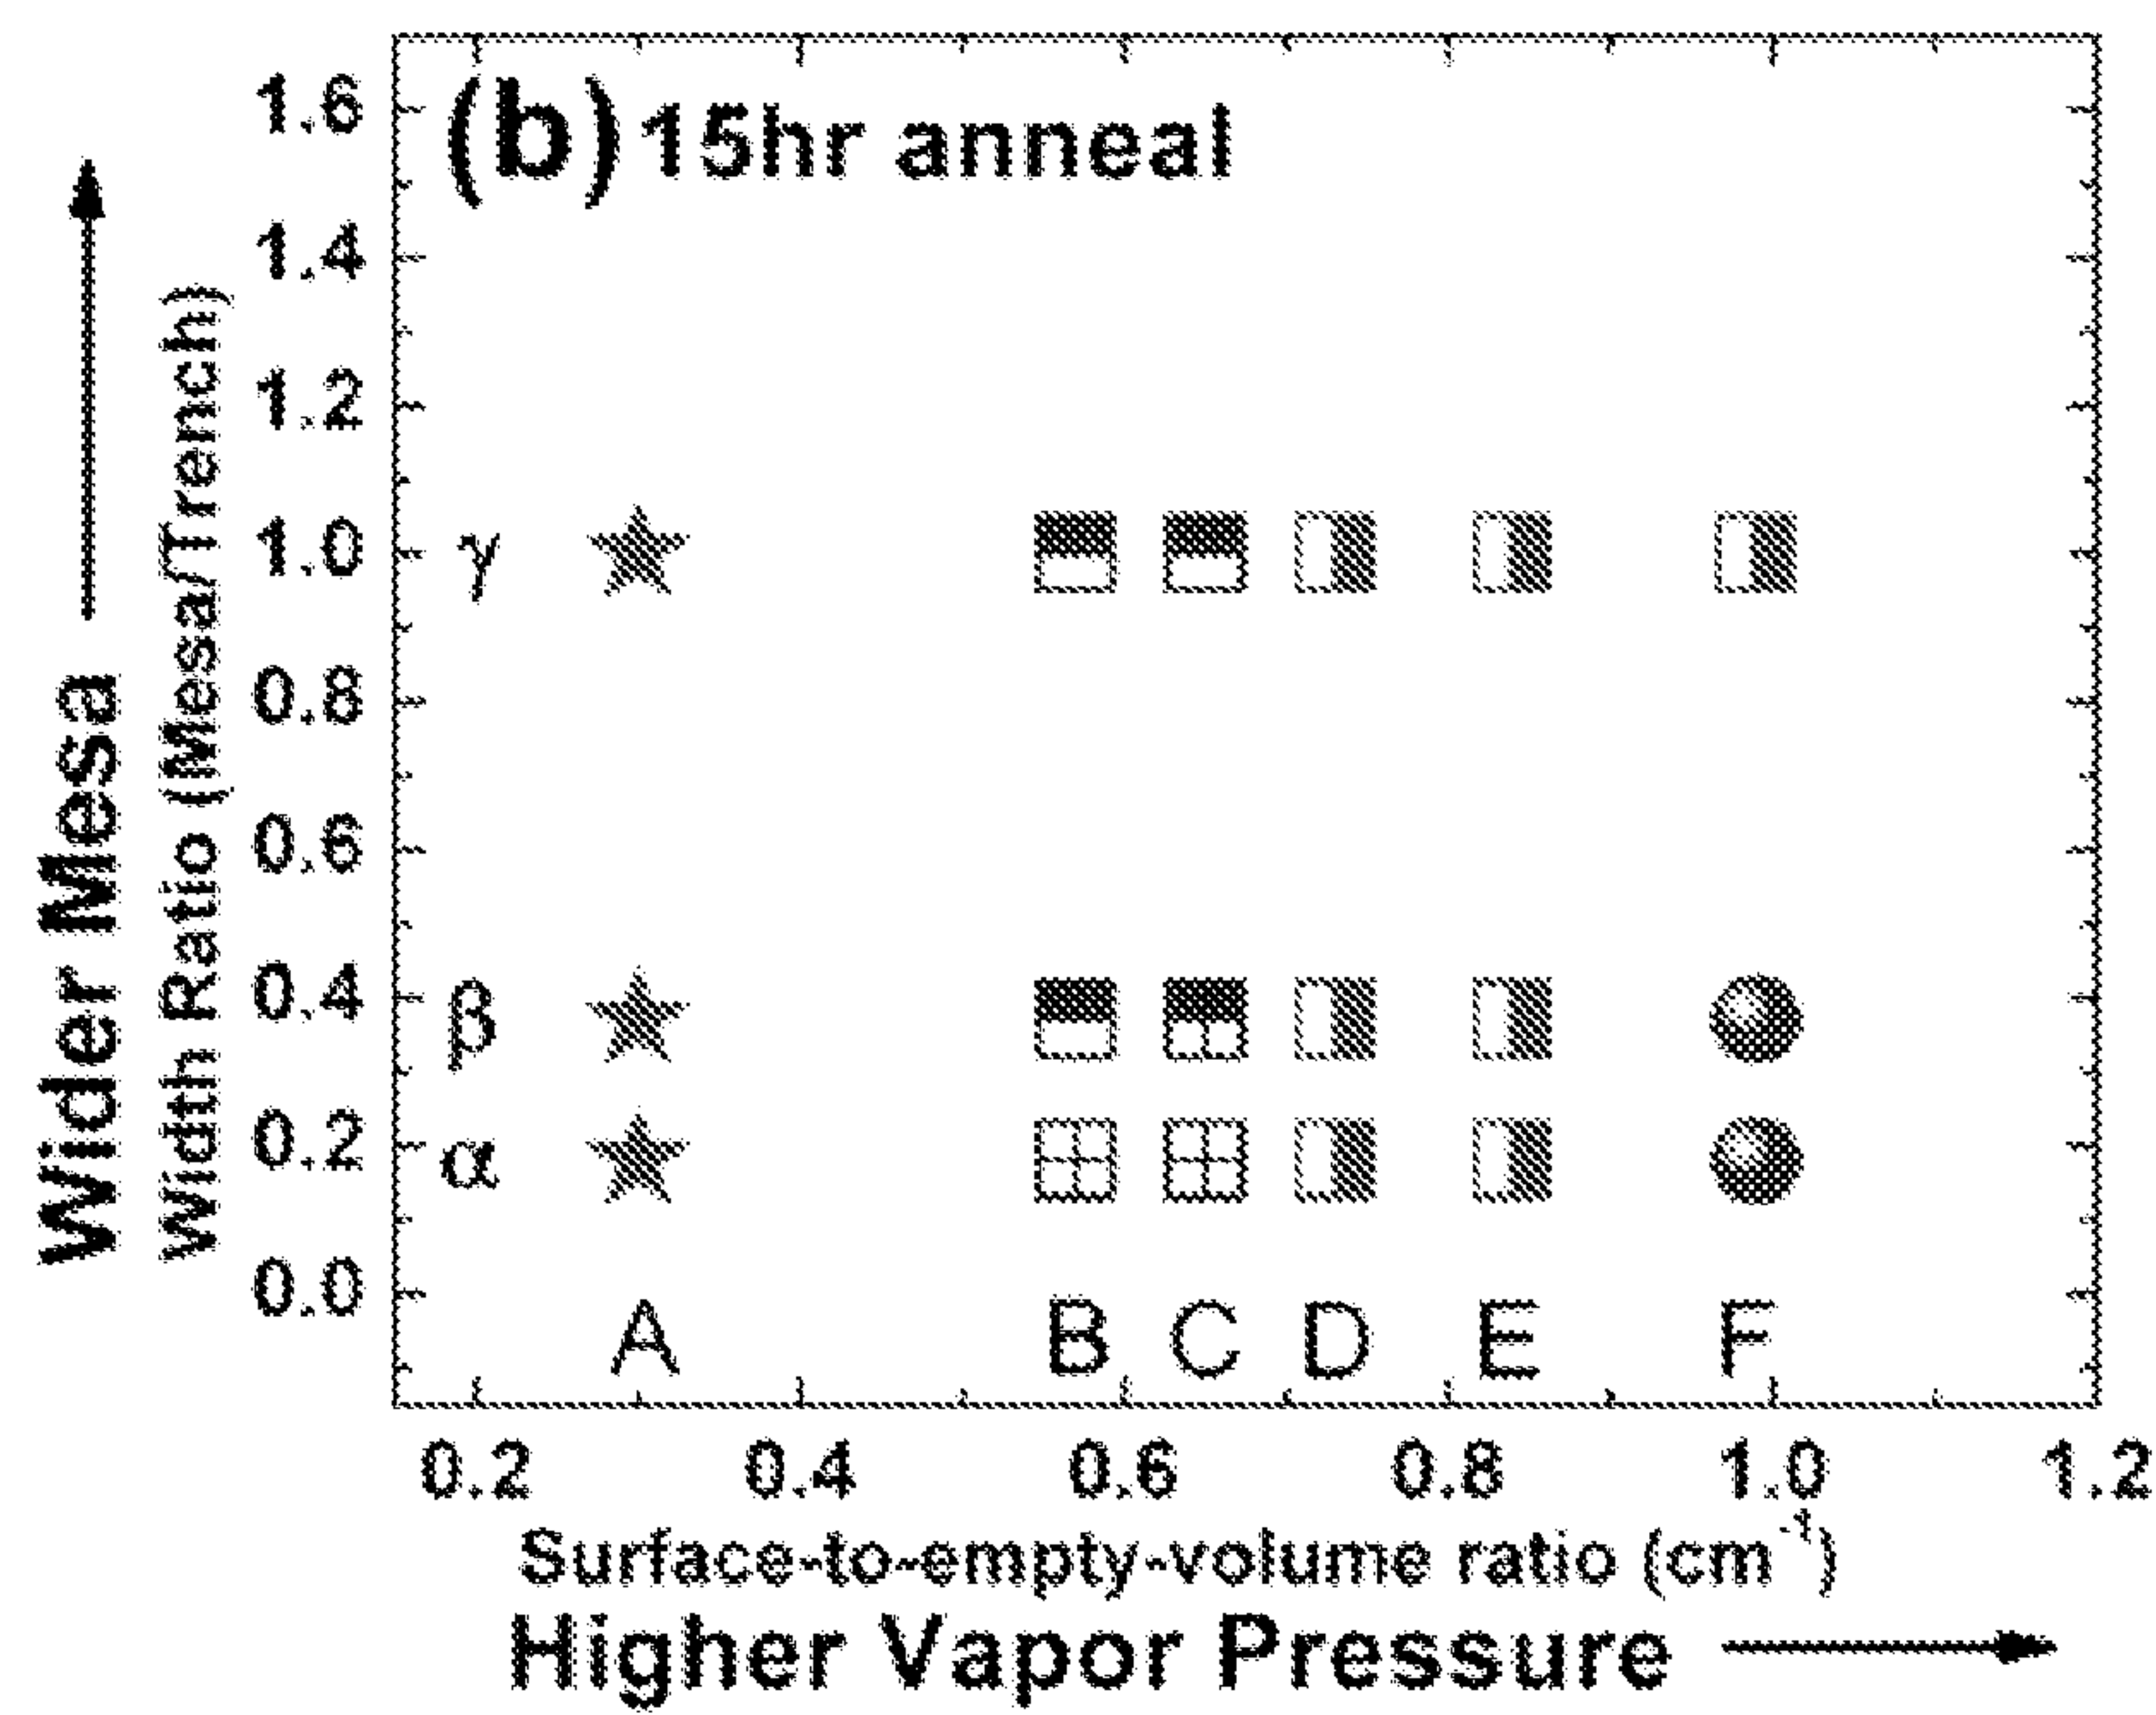 (b) 15hr anneal
Wider Mesa
Width Ratio (Mesa/Trench)
1.6
1.4
1.2
1.0
0.8
0.6
0.4
0.2
0.0
γ
β
α
A B C D E F
0.2 0.4 0.6 0.8 1.0 1.2
Surface-to-empty-volume ratio (cm⁻¹)
Higher Vapor Pressure